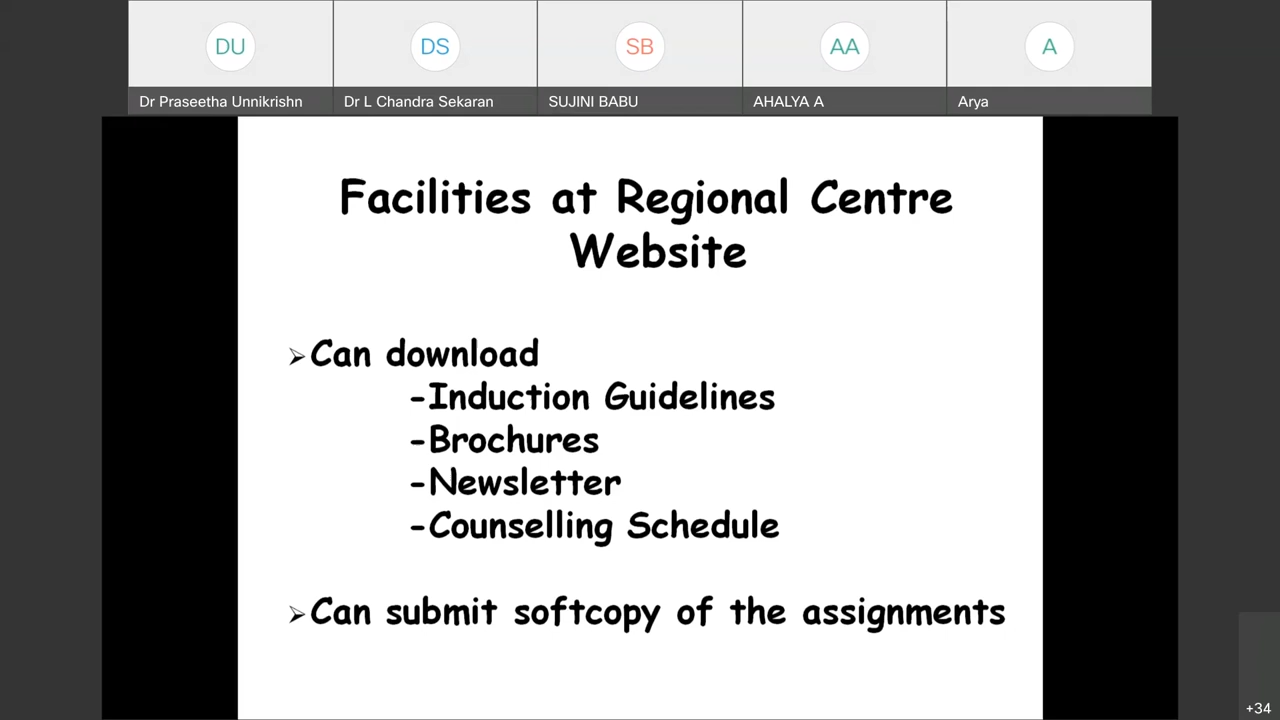 DU
DS
SB
AA
A
Dr Praseetha Unnikrishn
Dr L Chandra Sekaran
SUJINI BABU
AHALYA A
Arya
Facilities at Regional Centre
Website
➢Can download
-Induction Guidelines
-Brochures
-Newsletter
-Counselling Schedule
➢Can submit softcopy of the assignments
+34